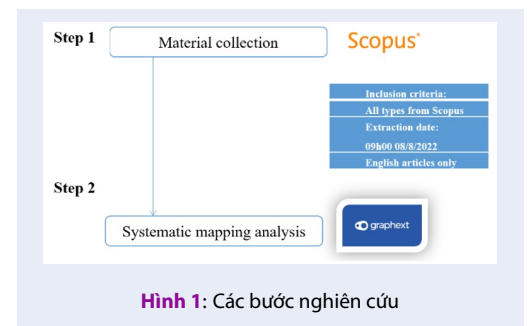 Step 1
Material collection
Scopus
Inclusion criteria:
All types from Scopus
Extraction date:
09h00 08/8/2022
English articles only
Step 2
Systematic mapping analysis
graphext
Hình 1: Các bước nghiên cứu